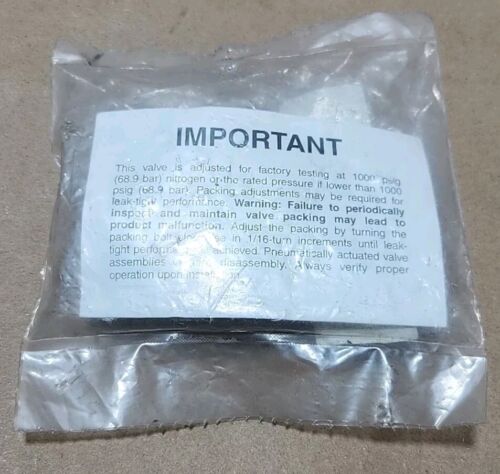 IMPORTANT
This valve is adjusted for factory testing at 1000 psig
(68.9 bar) nitrogen or the rated pressure if lower than 1000
psig (68.9 bar). Packing adjustments may be required for
leak-tight performance. Warning: Failure to periodically
inspect and maintain valve packing may lead to
product malfunction. Adjust the packing by turning the
packing bolt in 1/16-turn increments until leak-
tight achieved. Pneumatically actuated valve
assemblies disassembly. Always verify proper
operation upon